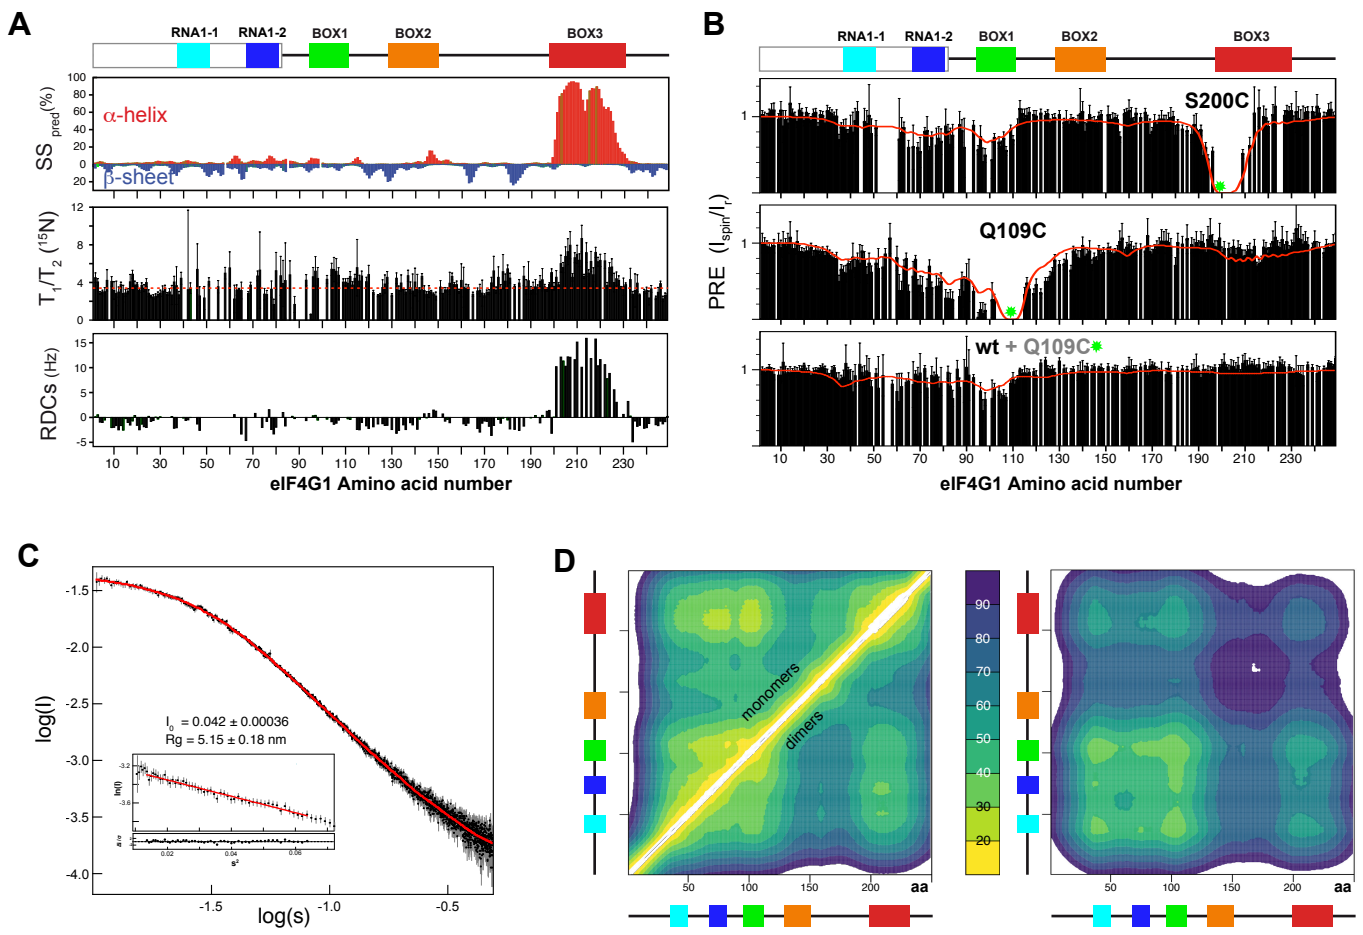 A
RNA1-1 RNA1-2 BOX1 BOX2 BOX3
SSpred(%)
100
80
60
40
20
0
20
α-helix
β-sheet
T1/T2 (15N)
12
8
4
0
RDCs (Hz)
15
10
5
0
-5
10 30 50 70 90 110 130 150 170 190 210 230
eIF4G1 Amino acid number
B
RNA1-1 RNA1-2 BOX1 BOX2 BOX3
PRE (Ispin/Ir)
1
S200C
1
Q109C
1
wt + Q109C
10 30 50 70 90 110 130 150 170 190 210 230
eIF4G1 Amino acid number
C
log(I)
-1.5
-2.0
-2.5
-3.0
-3.5
-4.0
I0 = 0.042 ± 0.00036
Rg = 5.15 ± 0.18 nm
ln(I)
-3.2
-3.6
0.02 0.04 0.06
s2
-1.5 -1.0 -0.5
log(s)
D
monomers
dimers
50 100 150 200 aa
90
80
70
60
50
40
30
20
50 100 150 200 aa